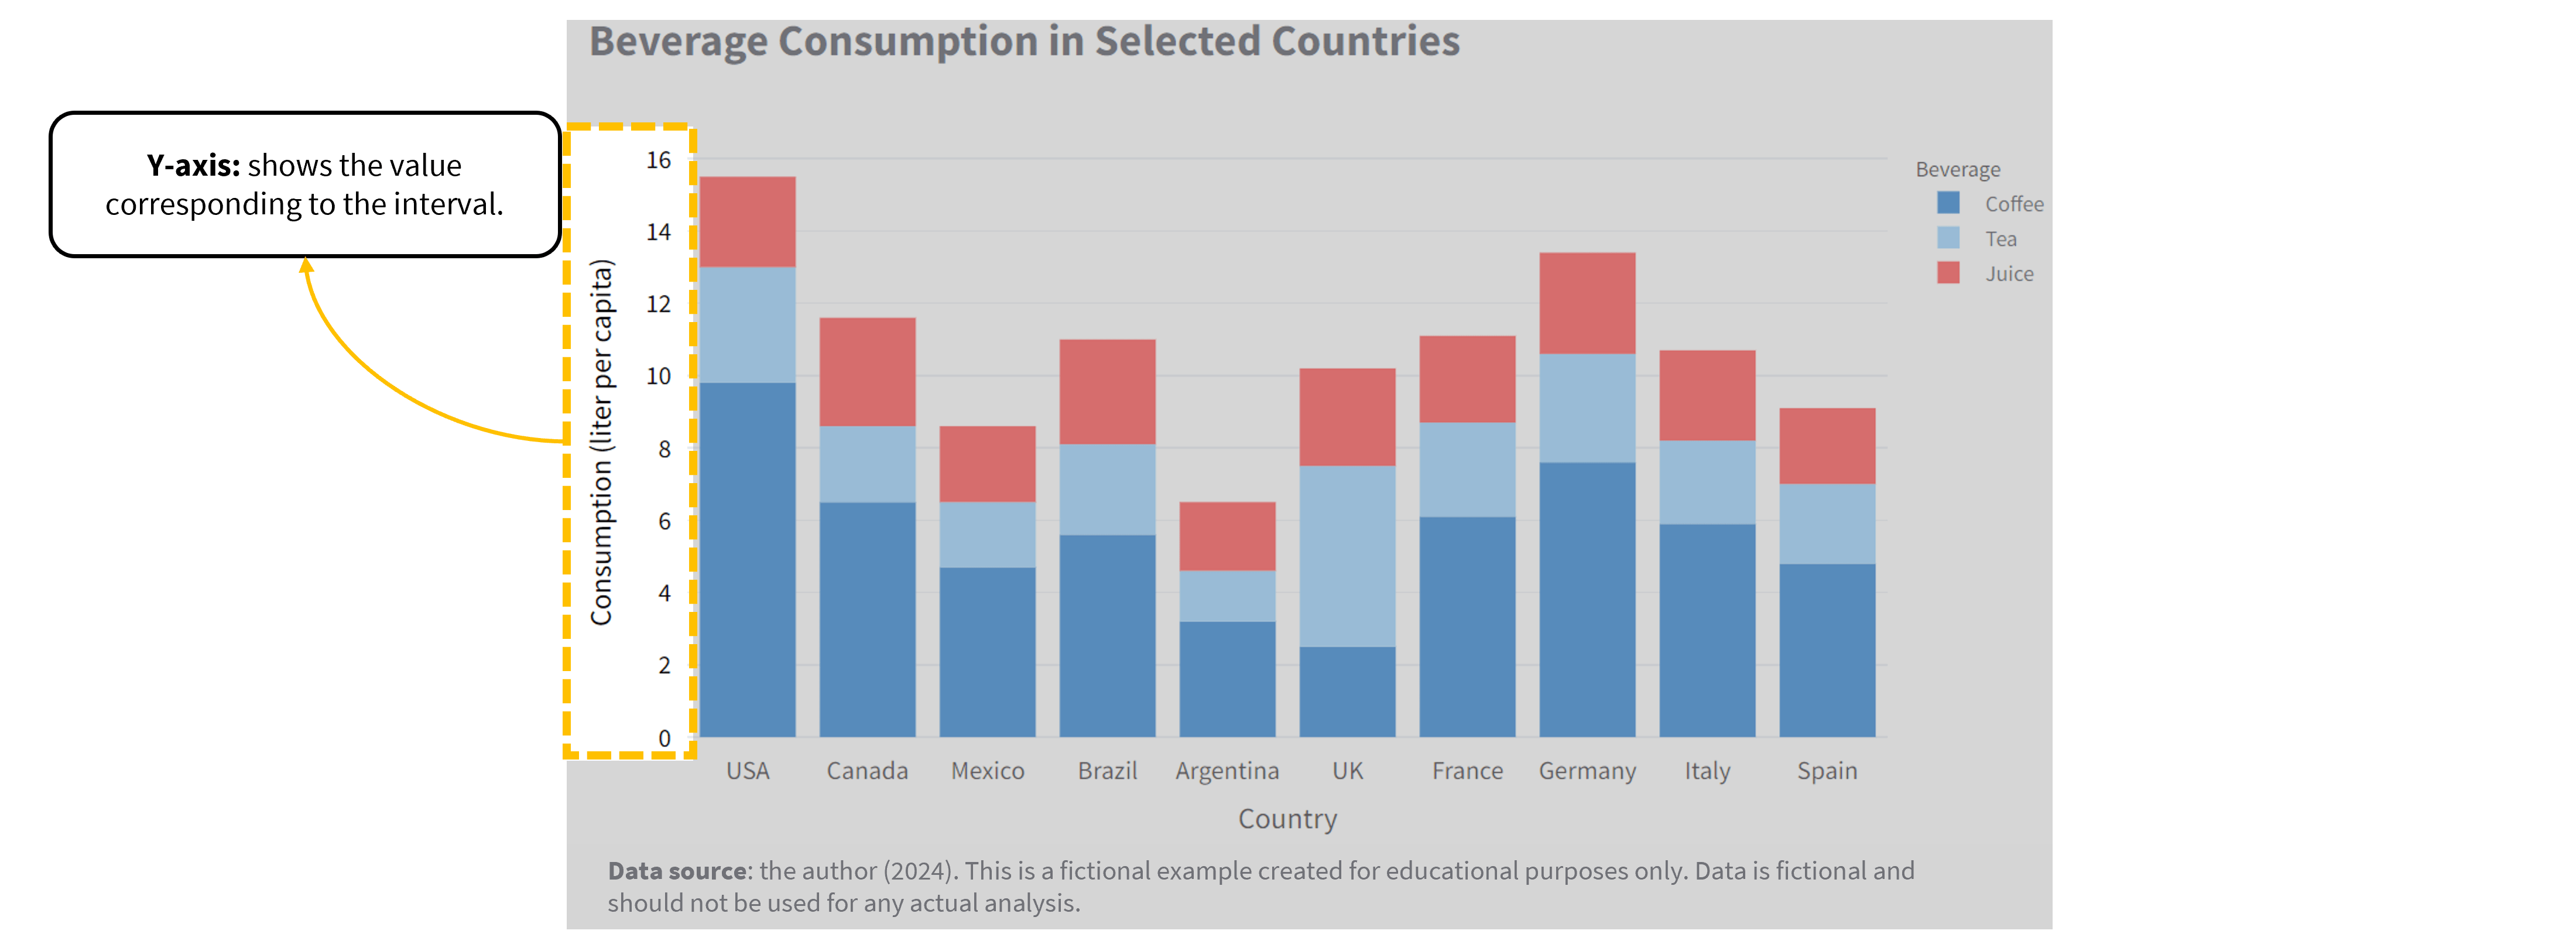 Beverage Consumption in Selected Countries
Y-axis: shows the value
corresponding to the interval.
Consumption (liter per capita)
16
14
12
10
8
6
4
2
0
Beverage
Coffee
Tea
Juice
USA Canada Mexico Brazil Argentina UK France Germany Italy Spain
Country
Data source: the author (2024). This is a fictional example created for educational purposes only. Data is fictional and
should not be used for any actual analysis.